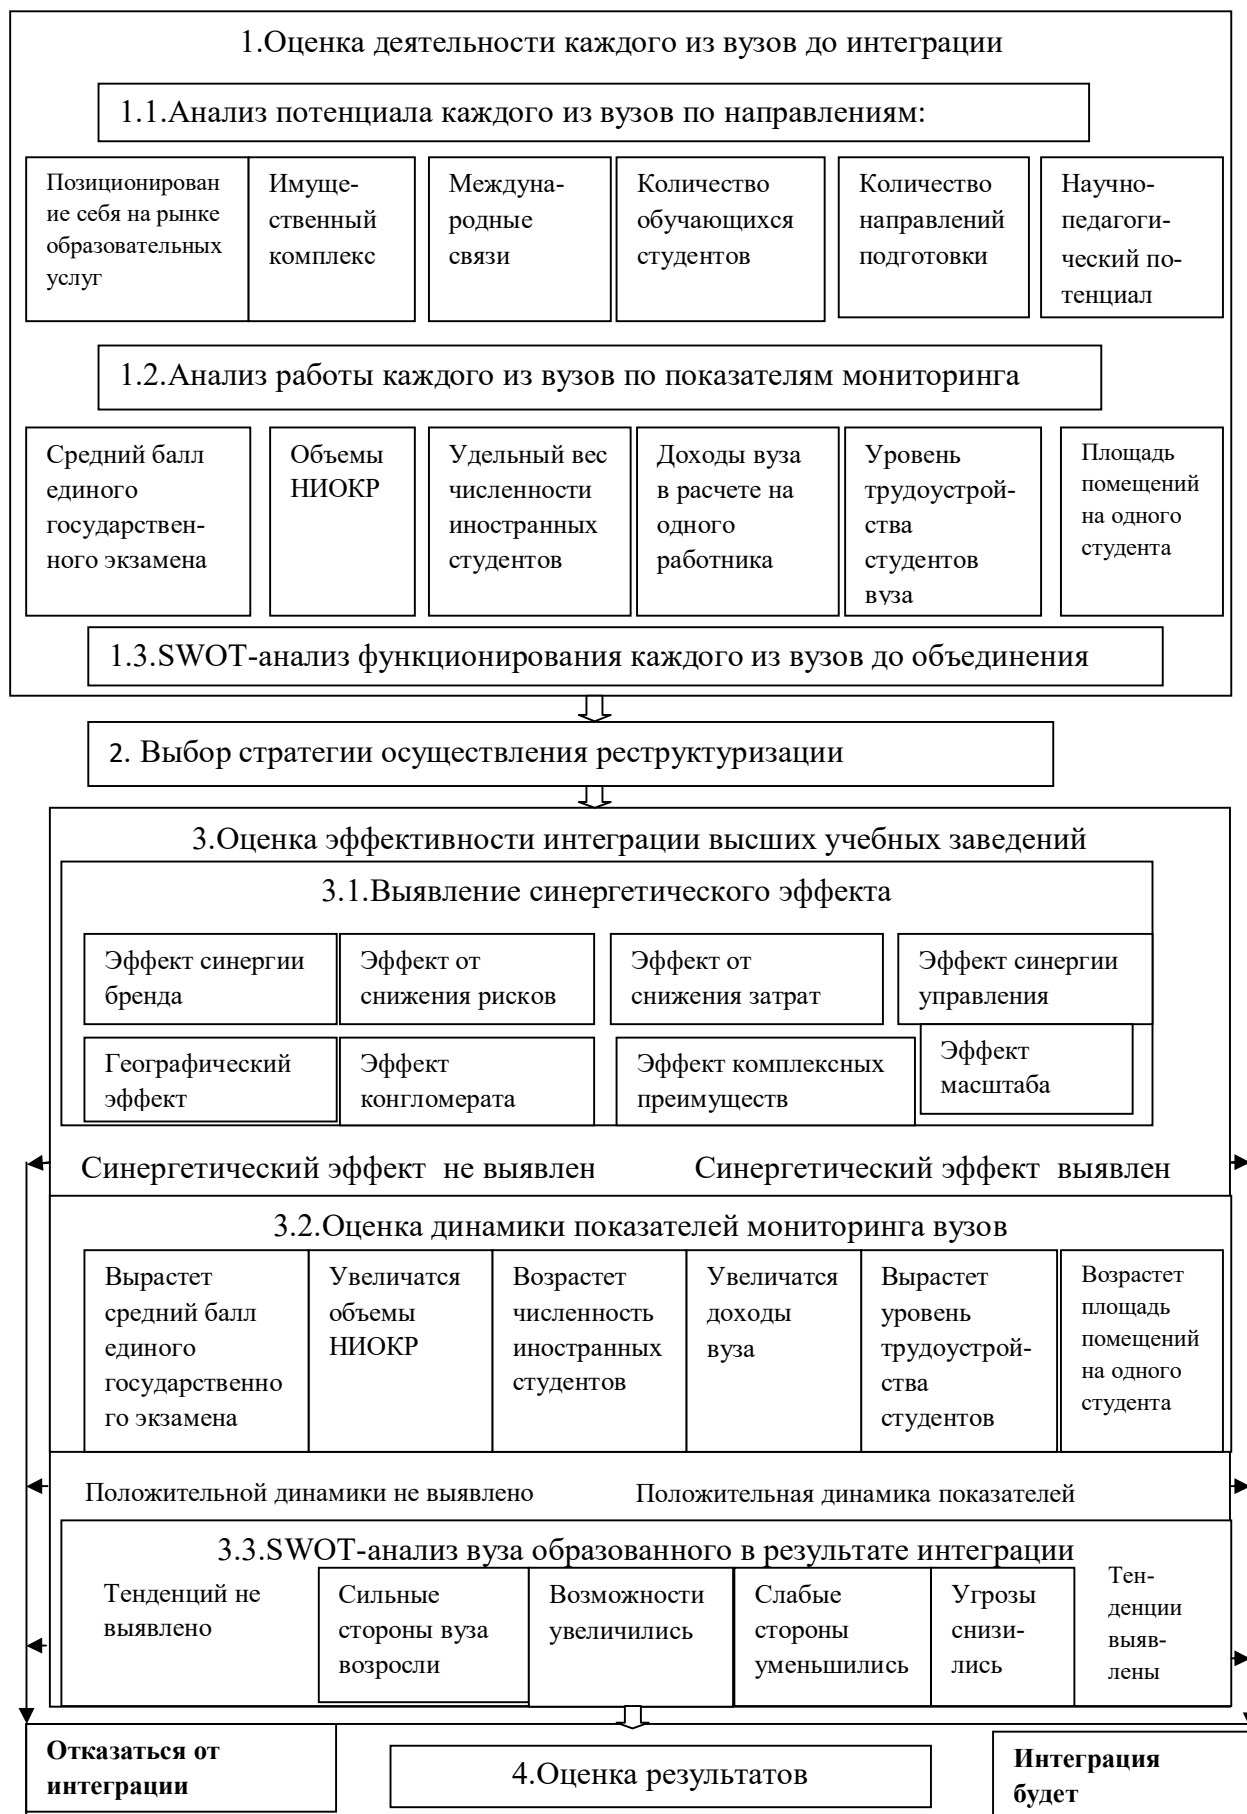 1.Оценка деятельности каждого из вузов до интеграции
1.1.Анализ потенциала каждого из вузов по направлениям:
Позиционирован
ие себя на рынке
образовательных
услуг
Имуще-
ственный
комплекс
Междуна-
родные
связи
Количество
обучающихся
студентов
Количество
направлений
подготовки
Научно-
педагоги-
ческий по-
тенциал
1.2.Анализ работы каждого из вузов по показателям мониторинга
Средний балл
единого
государствен-
ного экзамена
Объемы
НИОКР
Удельный вес
численности
иностранных
студентов
Доходы вуза
в расчете на
одного
работника
Уровень
трудоустрой-
ства
студентов
вуза
Площадь
помещений
на одного
студента
1.3.SWOT-анализ функционирования каждого из вузов до объединения
2. Выбор стратегии осуществления реструктуризации
3.Оценка эффективности интеграции высших учебных заведений
3.1.Выявление синергетического эффекта
Эффект синергии
бренда
Эффект от
снижения рисков
Эффект от
снижения затрат
Эффект синергии
управления
Географический
эффект
Эффект
конгломерата
Эффект комплексных
преимуществ
Эффект
масштаба
Синергетический эффект не выявлен
Синергетический эффект выявлен
3.2.Оценка динамики показателей мониторинга вузов
Вырастет
средний балл
единого
государственно
го экзамена
Увеличатся
объемы
НИОКР
Возрастет
численность
иностранных
студентов
Увеличатся
доходы
вуза
Вырастет
уровень
трудоустрой-
ства
студентов
Возрастет
площадь
помещений
на одного
студента
Положительной динамики не выявлено
Положительная динамика показателей
3.3.SWOT-анализ вуза образованного в результате интеграции
Тенденций не
выявлено
Сильные
стороны вуза
возросли
Возможности
увеличились
Слабые
стороны
уменьшились
Угрозы
снизи-
лись
Тен-
денции
выяв-
лены
Отказаться от
интеграции
4.Оценка результатов
Интеграция
будет